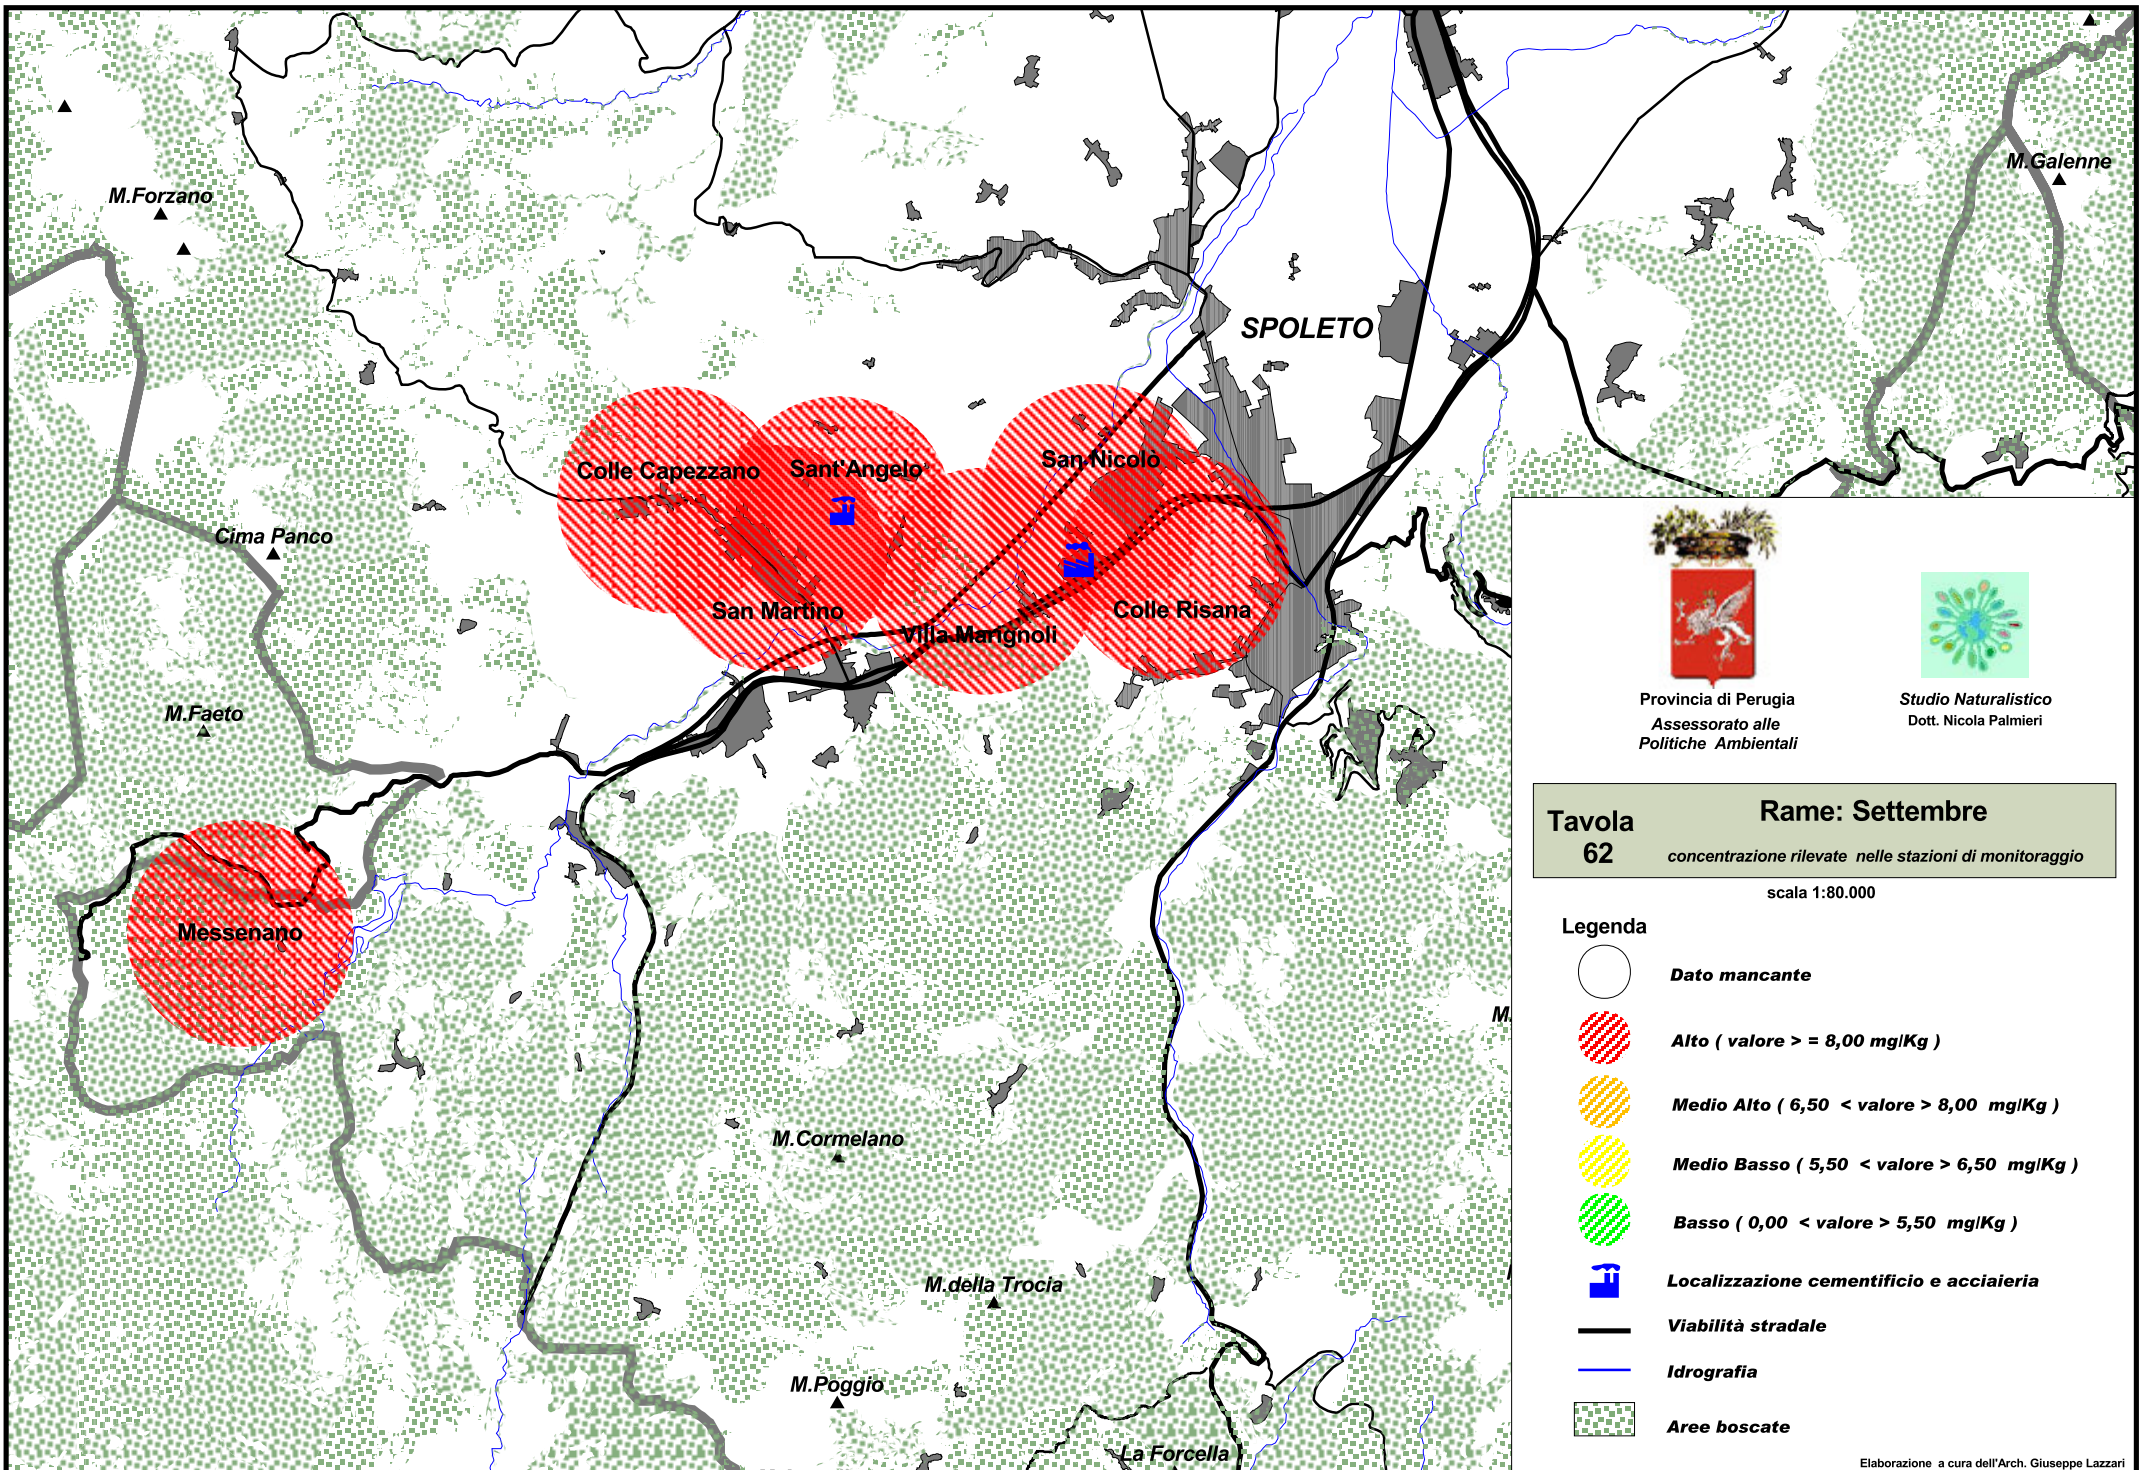 M.Galenne
M.Forzano
SPOLETO
Colle Capezzano
Sant'Angelo
San Nicolò
Cima Panco
San Martino
Villa Marignoli
Colle Risana
M.Faeto
Messenano
M.Cormelano
M.della Trocia
M.Poggio
La Forcella
M.
Provincia di Perugia
Assessorato alle
Politiche Ambientali
Studio Naturalistico
Dott. Nicola Palmieri
Tavola
62
Rame: Settembre
concentrazione rilevate nelle stazioni di monitoraggio
scala 1:80.000
Legenda
Dato mancante
Alto ( valore > = 8,00 mg/Kg )
Medio Alto ( 6,50 < valore > 8,00 mg/Kg )
Medio Basso ( 5,50 < valore > 6,50 mg/Kg )
Basso ( 0,00 < valore > 5,50 mg/Kg )
Localizzazione cementificio e acciaieria
Viabilità stradale
Idrografia
Aree boscate
Elaborazione a cura dell'Arch. Giuseppe Lazzari